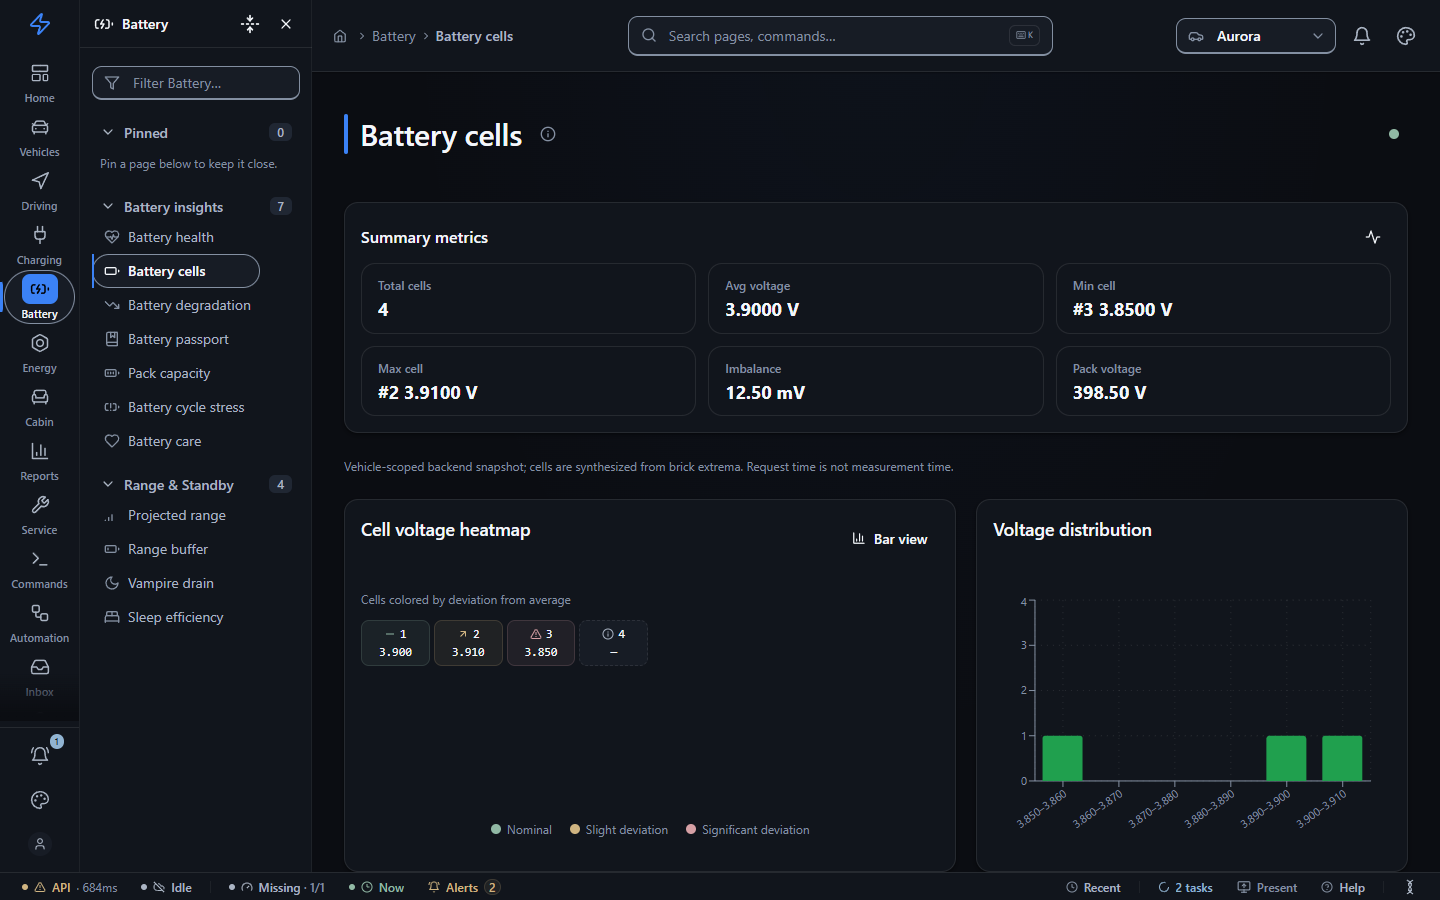 Battery
Home
Vehicles
Driving
Charging
Battery
Energy
Cabin
Reports
Service
Commands
Automation
Inbox
1
Filter Battery...
Pinned 0
Pin a page below to keep it close.
Battery insights 7
Battery health
Battery cells
Battery degradation
Battery passport
Pack capacity
Battery cycle stress
Battery care
Range & Standby 4
Projected range
Range buffer
Vampire drain
Sleep efficiency
Battery Battery cells
Search pages, commands... K
Aurora
Battery cells
Summary metrics
Total cells
4
Avg voltage
3.9000 V
Min cell
#3 3.8500 V
Max cell
#2 3.9100 V
Imbalance
12.50 mV
Pack voltage
398.50 V
Vehicle-scoped backend snapshot; cells are synthesized from brick extrema. Request time is not measurement time.
Cell voltage heatmap
Bar view
Cells colored by deviation from average
1
3.900
2
3.910
3
3.850
4
—
Nominal Slight deviation Significant deviation
Voltage distribution
4
3
2
1
0
3.850–3.860
3.860–3.870
3.870–3.880
3.880–3.890
3.890–3.900
3.900–3.910
API · 684ms Idle Missing · 1/1 Now Alerts 2 Recent 2 tasks Present Help